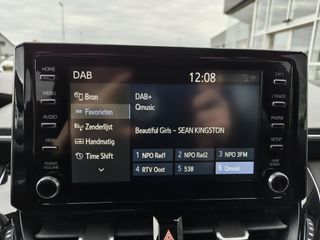 DAB
12:08
HOME
MENU
AUDIO
MAP
POWER
VOLUME
Bron
Favorieten
Zenderlijst
Handmatig
Time Shift
DAB+
Qmusic
Beautiful Girls - SEAN KINGSTON
1 NPO Rad1
2 NPO Rad2
3 NPO 3FM
4 RTV Oost
5 538
6 Qmusic
CH
TRACK
PHONE
SETUP
TUNE
SCROLL